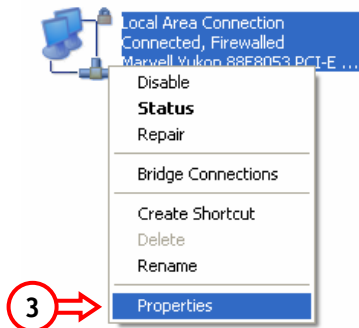 Local Area Connection
Connected, Firewalled
Marvell Yukon 88E8053 PCI-E ...
Disable
Status
Repair
Bridge Connections
Create Shortcut
Delete
Rename
3
Properties